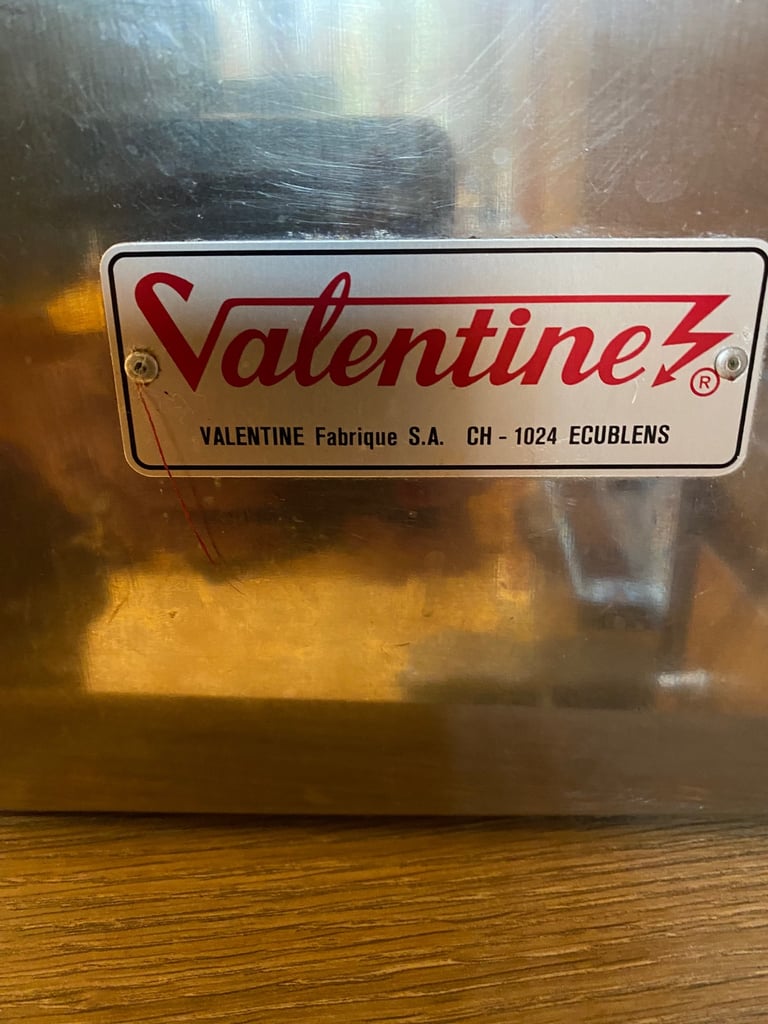 Valentine
®
VALENTINE Fabrique S.A. CH - 1024 ECUBLENS